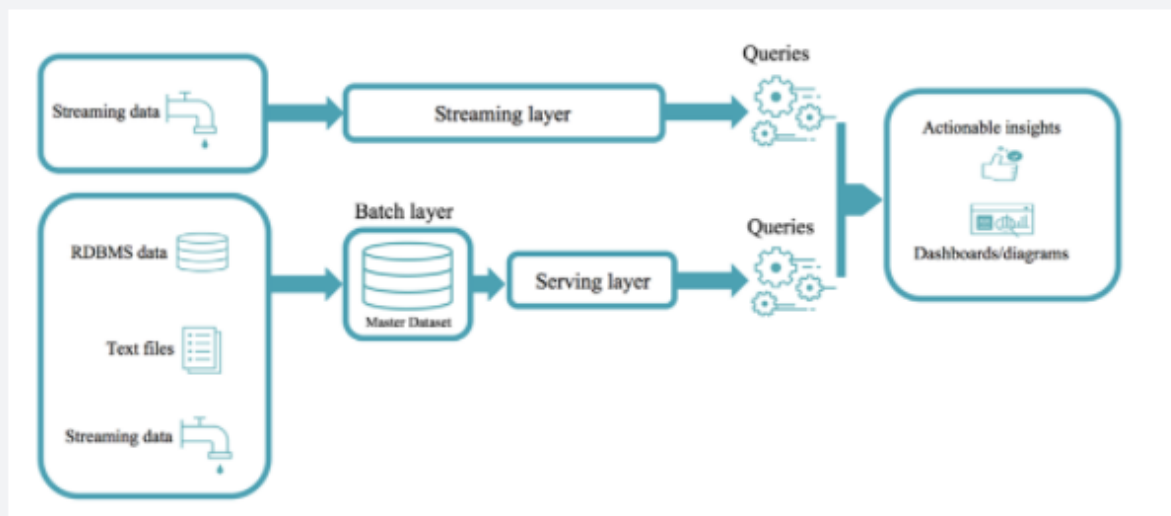 Queries
Streaming data
Streaming layer
Actionable insights
Dashboards/diagrams
Batch layer
Queries
RDBMS data
Serving layer
Master Dataset
Text files
Streaming data